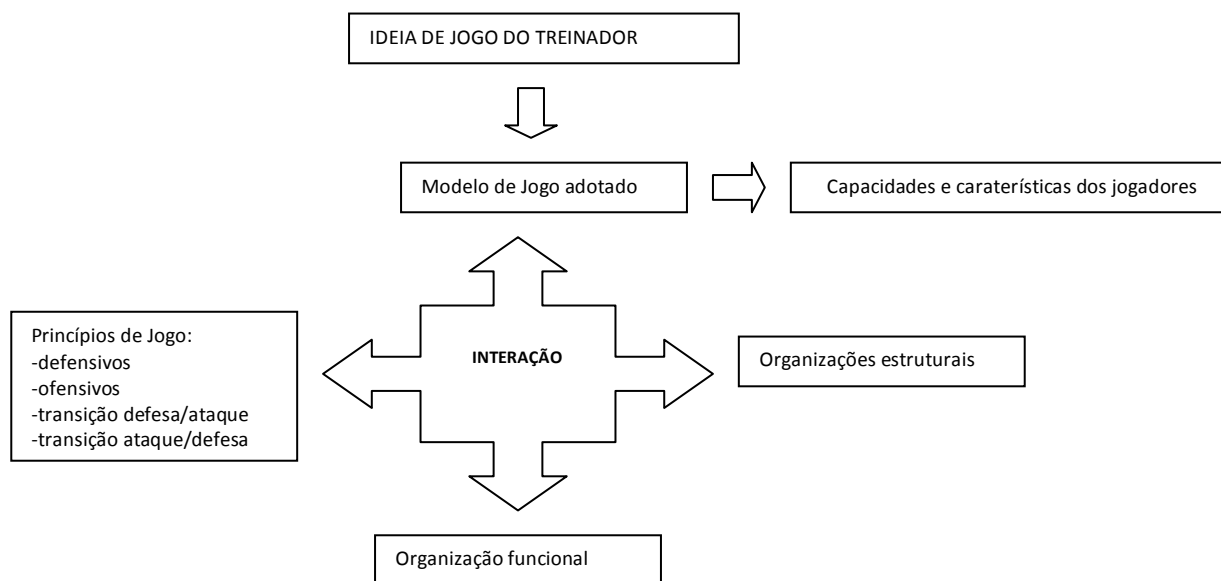 IDEIA DE JOGO DO TREINADOR
Modelo de Jogo adotado
Capacidades e caraterísticas dos jogadores
Princípios de Jogo:
-defensivos
-ofensivos
-transição defesa/ataque
-transição ataque/defesa
INTERAÇÃO
Organizações estruturais
Organização funcional